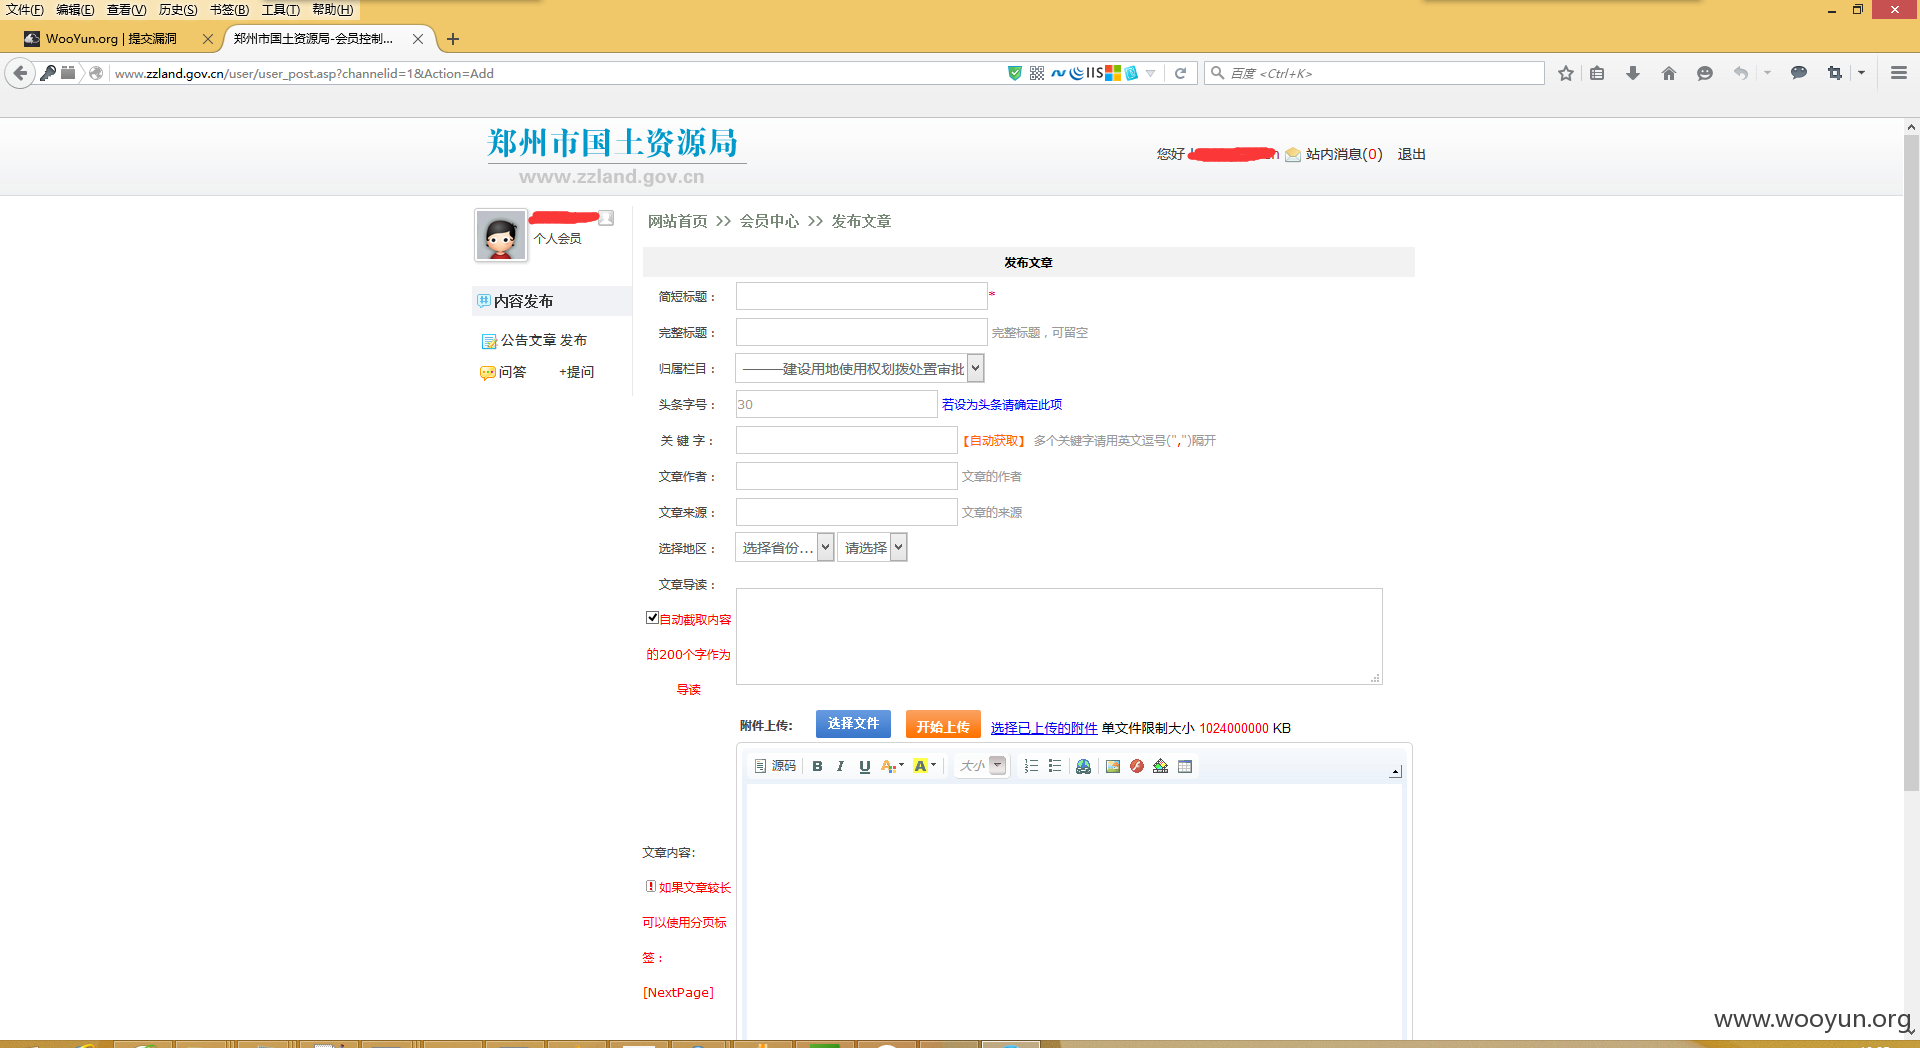 文件(F) 编辑(E) 查看(V) 历史(S) 书签(B) 工具(T) 帮助(H)
WooYun.org | 提交漏洞
郑州市国土资源局-会员控制...
www.zzland.gov.cn/user/user_post.asp?channelid=1&Action=Add
IIS
百度 <Ctrl+K>
郑州市国土资源局
www.zzland.gov.cn
您好
站内消息(0) 退出
个人会员
网站首页 >> 会员中心 >> 发布文章
内容发布
公告文章 发布
问答 +提问
发布文章
简短标题： *
完整标题： 完整标题，可留空
归属栏目： ———建设用地使用权划拨处置审批
头条字号： 30 若设为头条请确定此项
关 键 字： 【自动获取】 多个关键字请用英文逗号(",")隔开
文章作者： 文章的作者
文章来源： 文章的来源
选择地区： 选择省份... 请选择
文章导读：
自动截取内容
的200个字作为
导读
附件上传: 选择文件 开始上传 选择已上传的附件 单文件限制大小 1024000000 KB
源码 B I U A A 大小
文章内容:
如果文章较长
可以使用分页标
签：
[NextPage]
www.wooyun.org